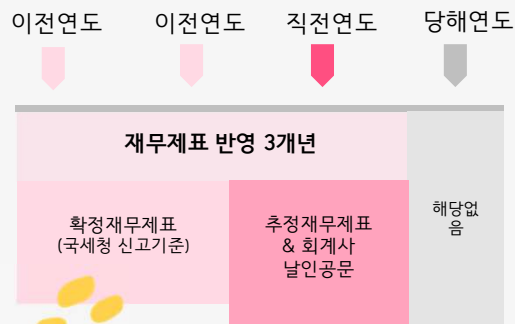 이전연도 이전연도 직전연도 당해연도
재무제표 반영 3개년
확정재무제표
(국세청 신고기준)
추정재무제표
& 회계사
날인공문
해당없
음